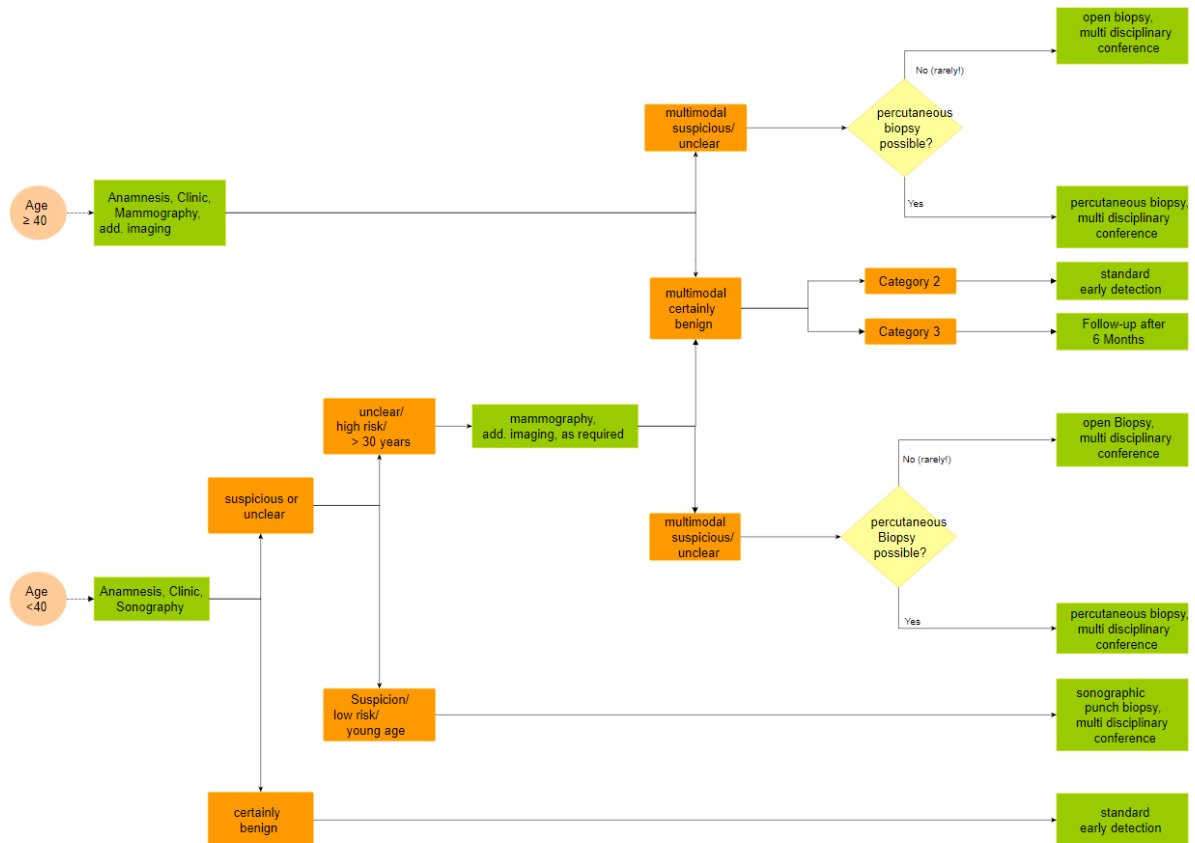 open biopsy,
multi disciplinary
conference
No (rarely!)
multimodal
suspicious/
unclear
percutaneous
biopsy
possible?
Age
≥ 40
Anamnesis, Clinic,
Mammography,
add. imaging
Yes
percutaneous biopsy,
multi disciplinary
conference
multimodal
certainly
benign
Category 2
standard
early detection
Category 3
Follow-up after
6 Months
unclear/
high risk/
> 30 years
mammography,
add. imaging, as required
open Biopsy,
multi disciplinary
conference
No (rarely!)
suspicious or
unclear
multimodal
suspicious/
unclear
percutaneous
Biopsy
possible?
Age
<40
Anamnesis, Clinic,
Sonography
Yes
percutaneous biopsy,
multi disciplinary
conference
Suspicion/
low risk/
young age
sonographic
punch biopsy,
multi disciplinary
conference
certainly
benign
standard
early detection